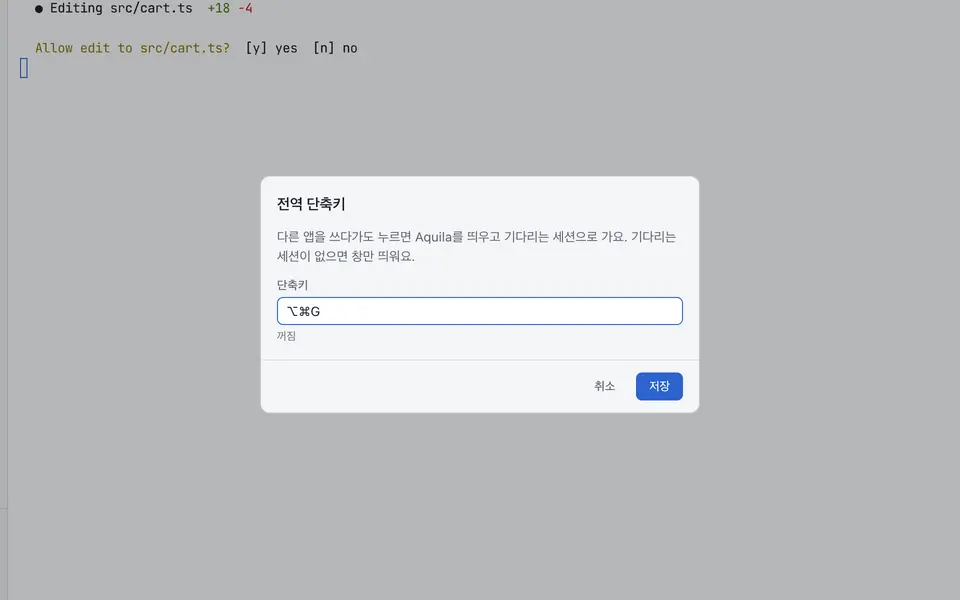 ● Editing src/cart.ts +18 -4
Allow edit to src/cart.ts? [y] yes [n] no
전역 단축키
다른 앱을 쓰다가도 누르면 Aquila를 띄우고 기다리는 세션으로 가요. 기다리는
세션이 없으면 창만 띄워요.
단축키
⌥⌘G
꺼짐
취소 저장